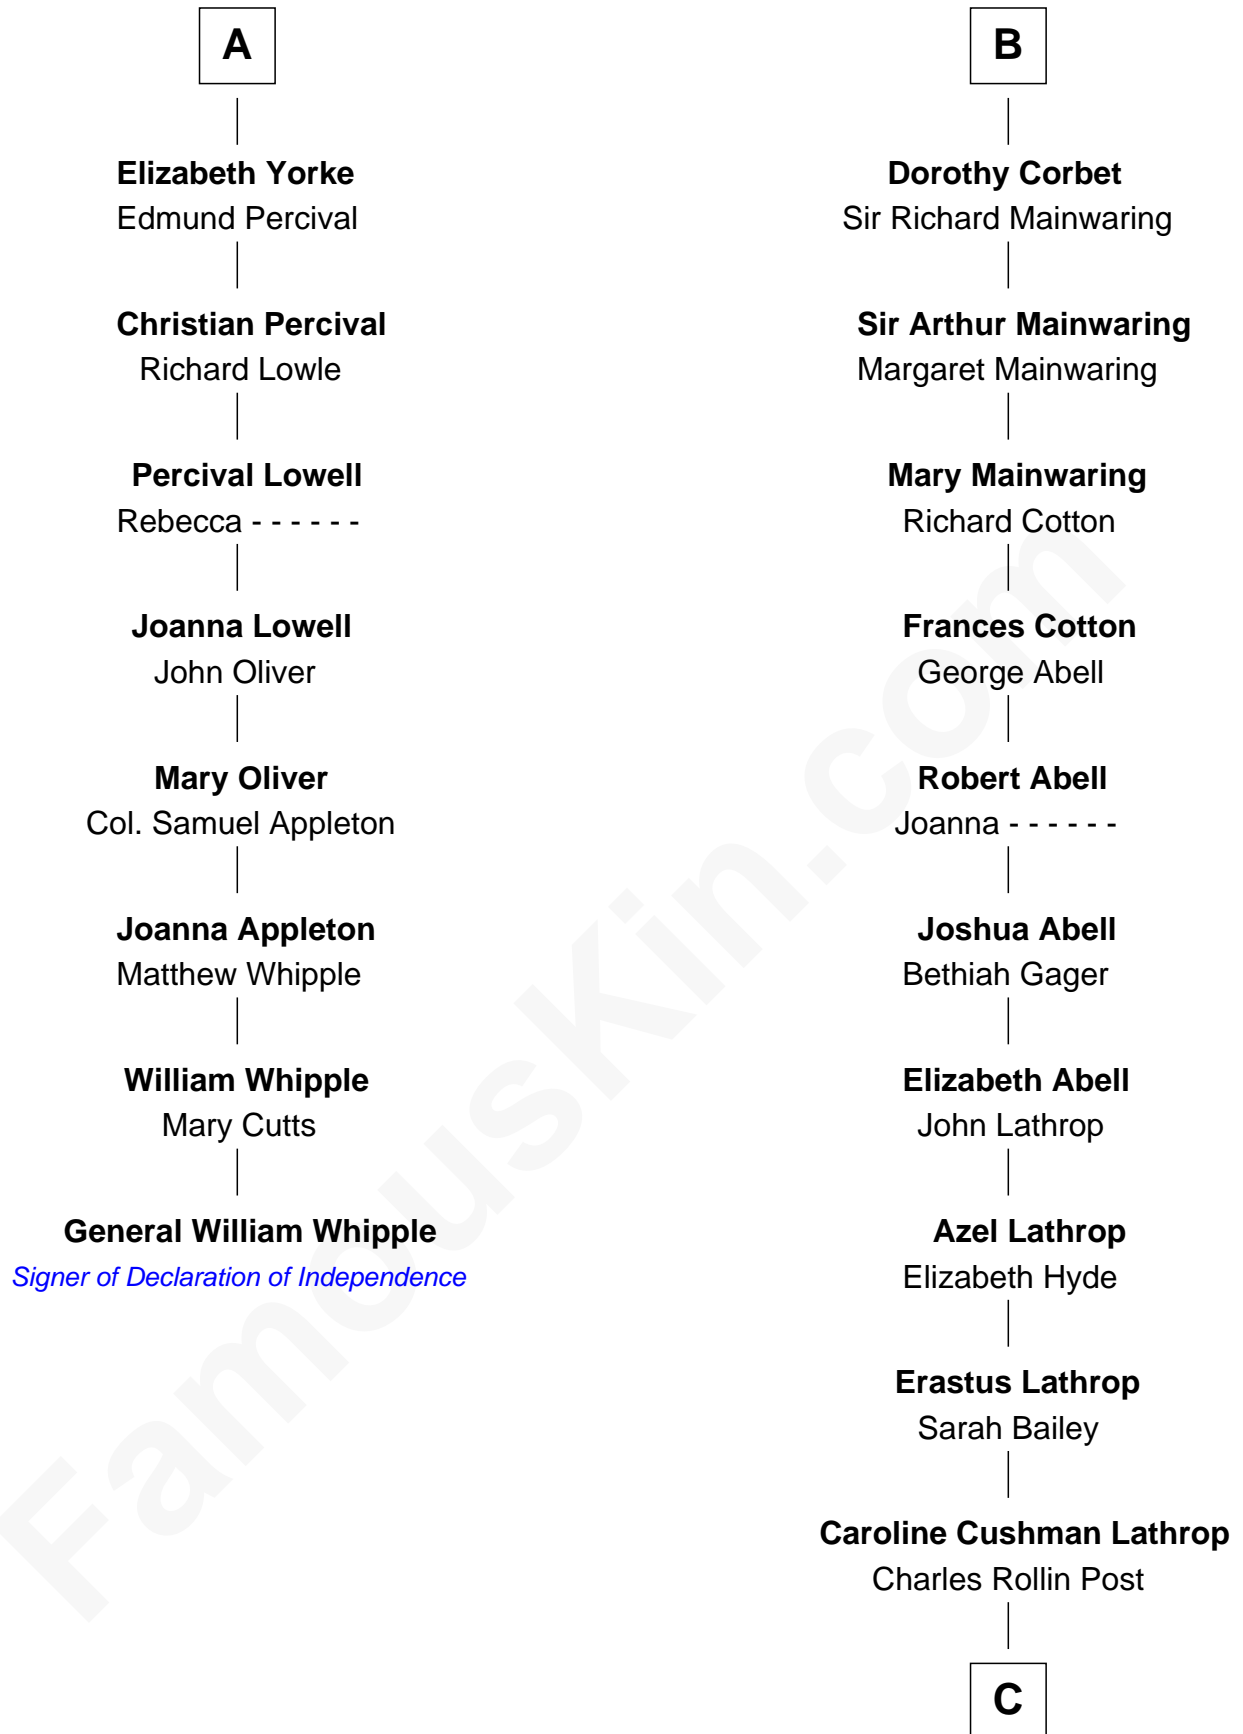 A
Elizabeth Yorke
Edmund Percival
Christian Percival
Richard Lowle
Percival Lowell
Rebecca - - - - - -
Joanna Lowell
John Oliver
Mary Oliver
Col. Samuel Appleton
Joanna Appleton
Matthew Whipple
William Whipple
Mary Cutts
General William Whipple
Signer of Declaration of Independence
B
Dorothy Corbet
Sir Richard Mainwaring
Sir Arthur Mainwaring
Margaret Mainwaring
Mary Mainwaring
Richard Cotton
Frances Cotton
George Abell
Robert Abell
Joanna - - - - - -
Joshua Abell
Bethiah Gager
Elizabeth Abell
John Lathrop
Azel Lathrop
Elizabeth Hyde
Erastus Lathrop
Sarah Bailey
Caroline Cushman Lathrop
Charles Rollin Post
C
FamousKin.com